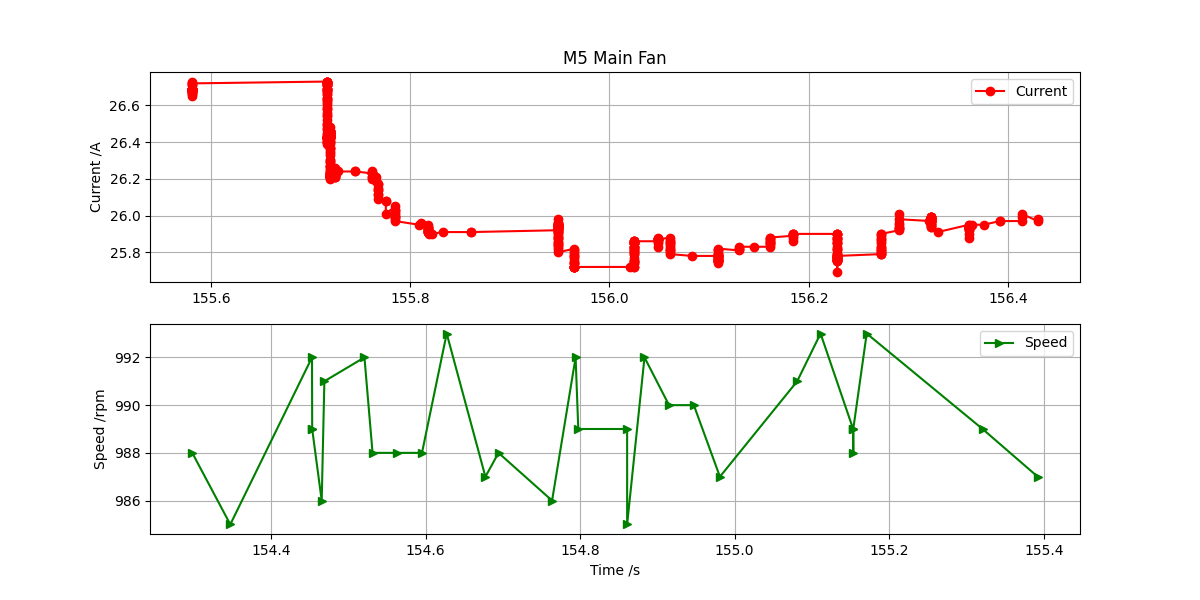 M5 Main Fan
Current /A
26.6
26.4
26.2
26.0
25.8
Current
155.6 155.8 156.0 156.2 156.4
Speed /rpm
992
990
988
986
Speed
154.4 154.6 154.8 155.0 155.2 155.4
Time /s